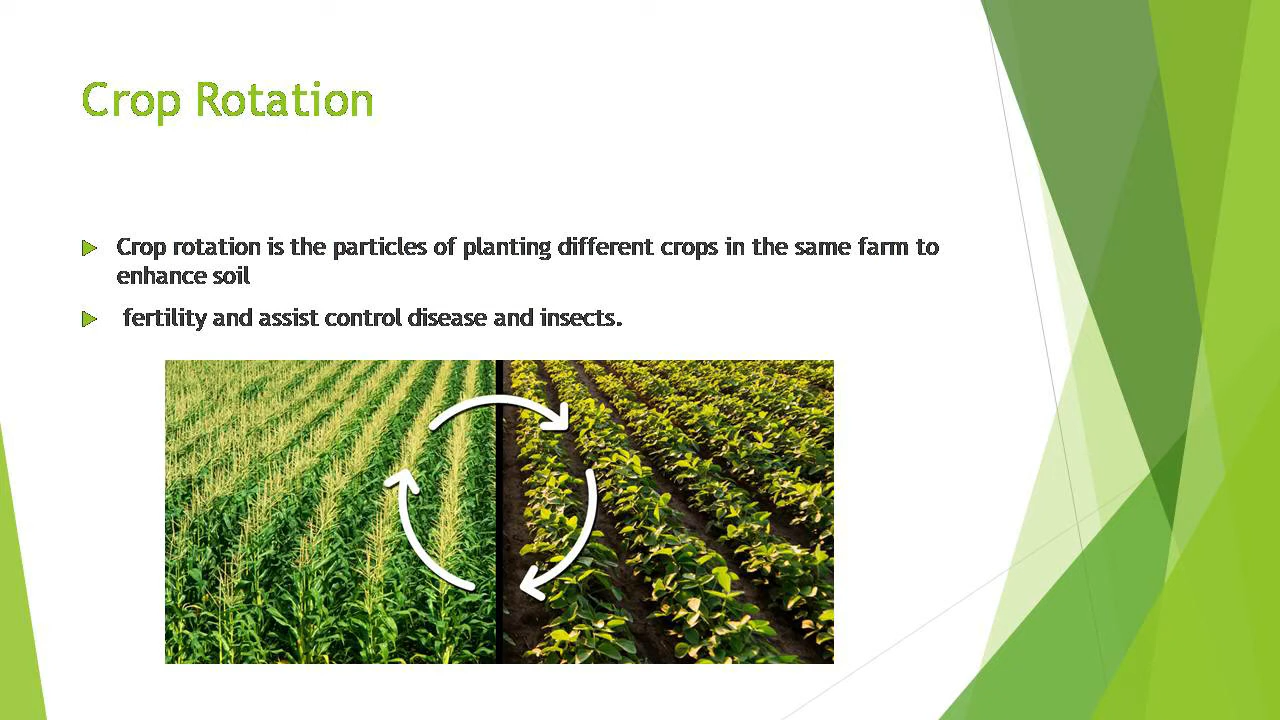 Crop Rotation
Crop rotation is the particles of planting different crops in the same farm to
enhance soil
fertility and assist control disease and insects.